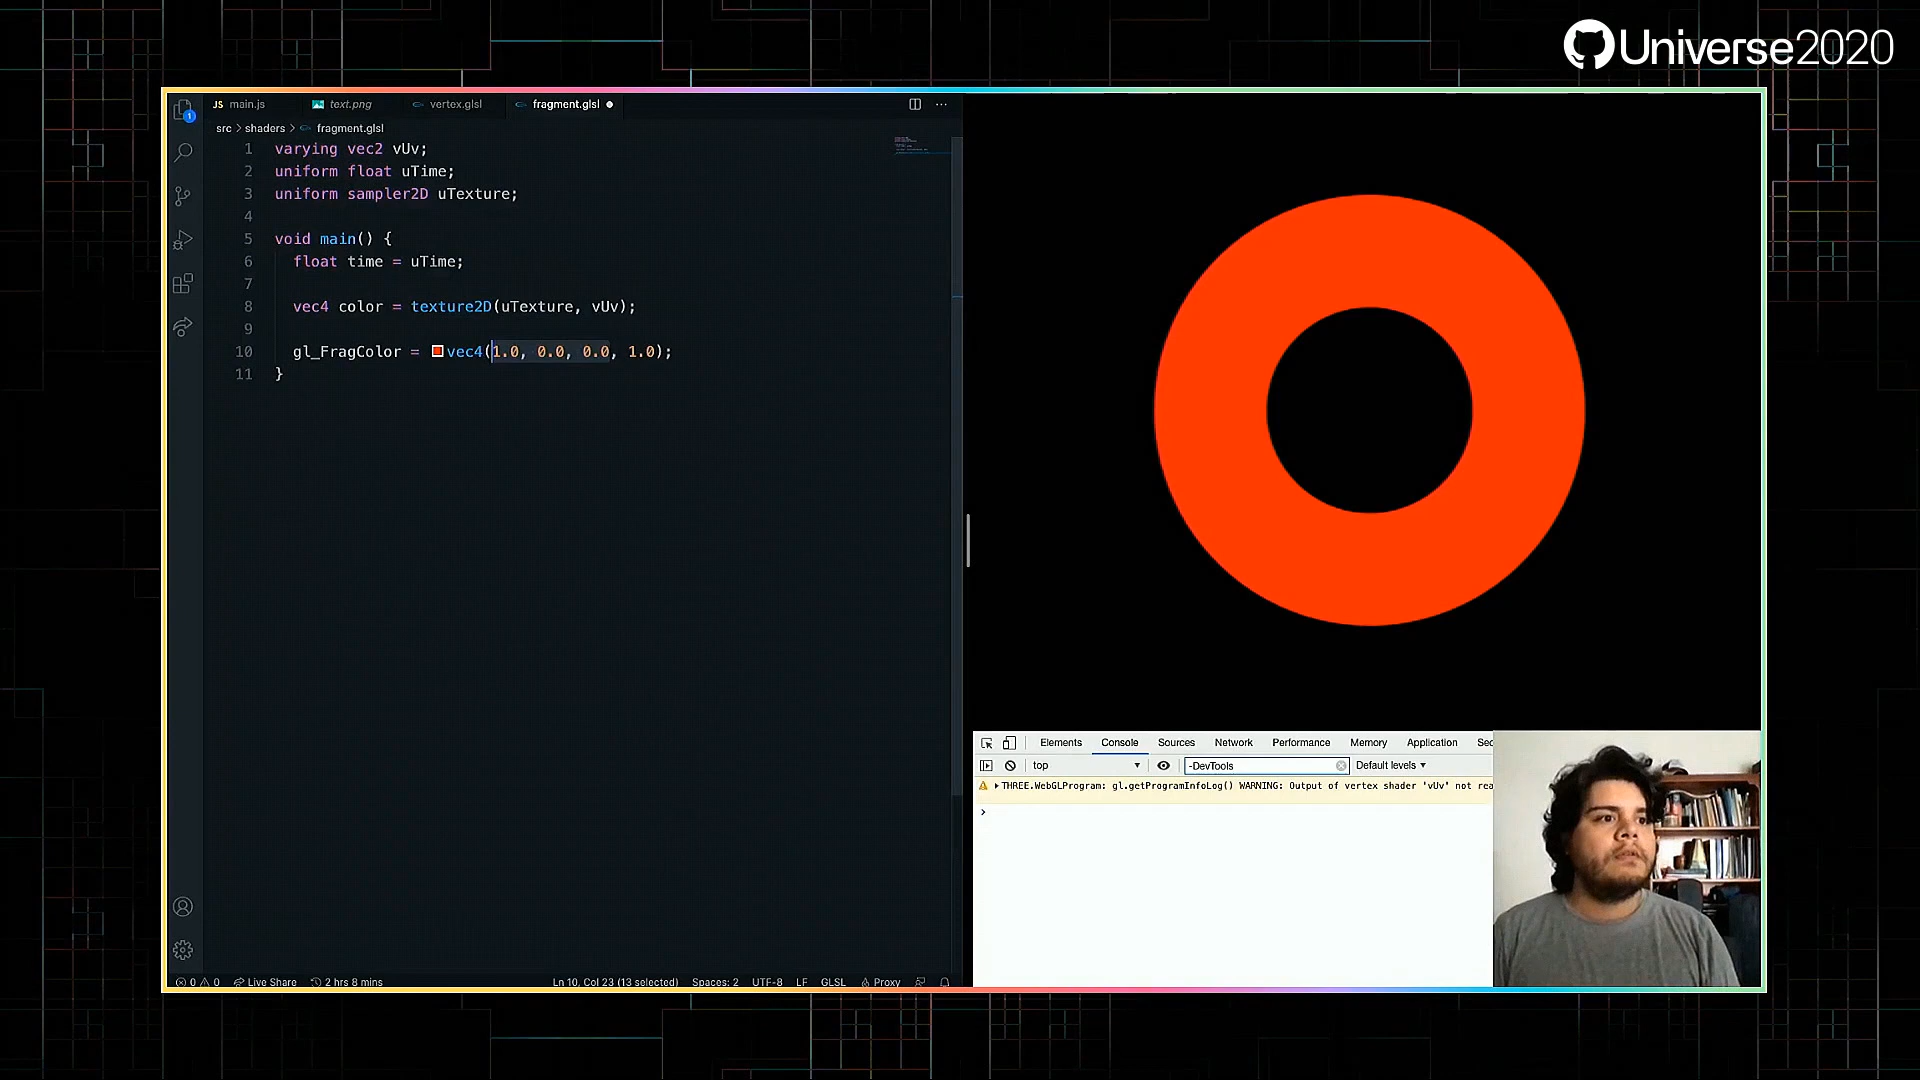 Universe2020
JS main.js text.png vertex.glsl fragment.glsl
1
src > shaders > fragment.glsl
1 varying vec2 vUv;
2 uniform float uTime;
3 uniform sampler2D uTexture;
4
5 void main() {
6 float time = uTime;
7
8 vec4 color = texture2D(uTexture, vUv);
9
10 gl_FragColor = vec4(1.0, 0.0, 0.0, 1.0);
11 }
Elements Console Sources Network Performance Memory Application Sec
top -DevTools Default levels
THREE.WebGLProgram: gl.getProgramInfoLog() WARNING: Output of vertex shader 'vUv' not rea
>
0 0 Live Share 2 hrs 8 mins Ln 10, Col 23 (13 selected) Spaces: 2 UTF-8 LF GLSL Proxy